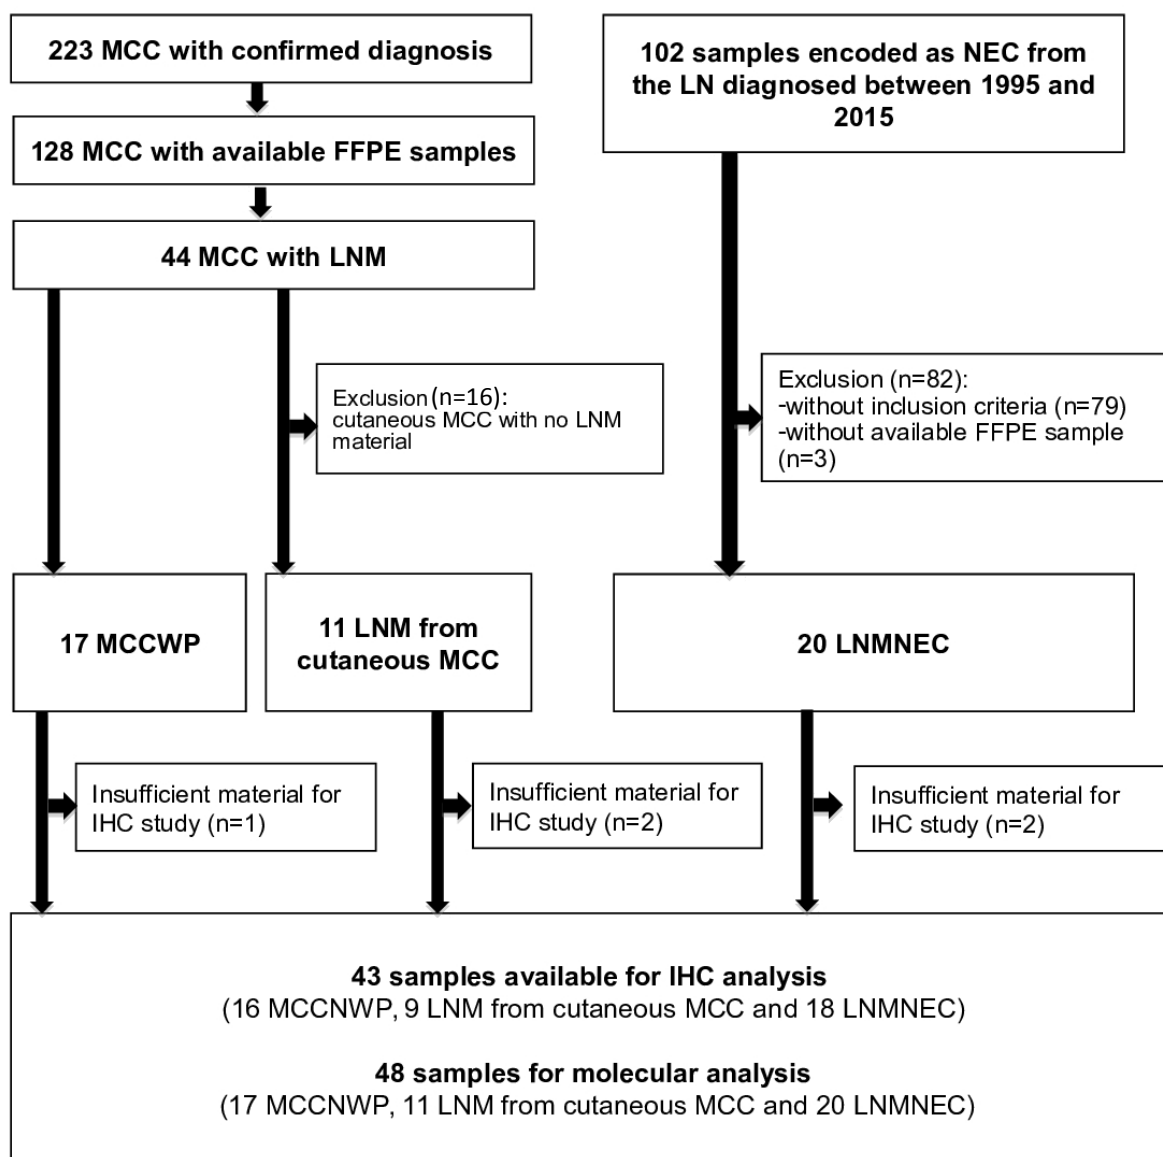 223 MCC with confirmed diagnosis
128 MCC with available FFPE samples
44 MCC with LNM
102 samples encoded as NEC from
the LN diagnosed between 1995 and
2015
Exclusion (n=16):
cutaneous MCC with no LNM
material
Exclusion (n=82):
-without inclusion criteria (n=79)
-without available FFPE sample
(n=3)
17 MCCWP
11 LNM from
cutaneous MCC
20 LNMNEC
Insufficient material for
IHC study (n=1)
Insufficient material for
IHC study (n=2)
Insufficient material for
IHC study (n=2)
43 samples available for IHC analysis
(16 MCCNWP, 9 LNM from cutaneous MCC and 18 LNMNEC)
48 samples for molecular analysis
(17 MCCNWP, 11 LNM from cutaneous MCC and 20 LNMNEC)